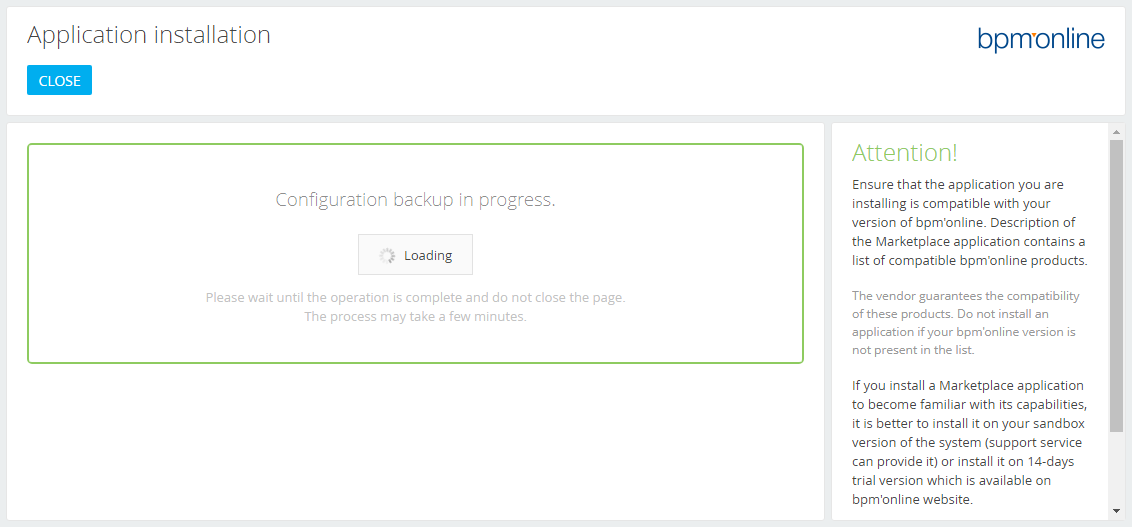 Application installation
bpm'online
CLOSE
Configuration backup in progress.
Loading
Please wait until the operation is complete and do not close the page.
The process may take a few minutes.
Attention!
Ensure that the application you are
installing is compatible with your
version of bpm'online. Description of
the Marketplace application contains a
list of compatible bpm'online products.
The vendor guarantees the compatibility
of these products. Do not install an
application if your bpm'online version is
not present in the list.
If you install a Marketplace application
to become familiar with its capabilities,
it is better to install it on your sandbox
version of the system (support service
can provide it) or install it on 14-days
trial version which is available on
bpm'online website.